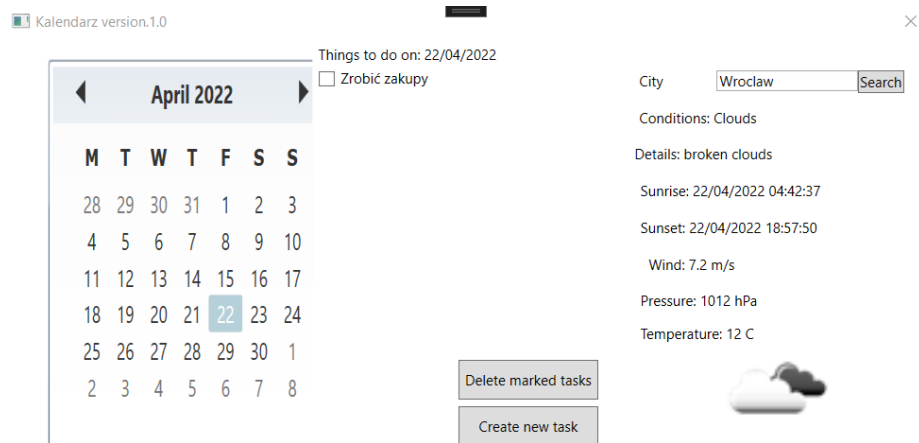 Kalendarz version.1.0
April 2022
M T W T F S S
28 29 30 31 1 2 3
4 5 6 7 8 9 10
11 12 13 14 15 16 17
18 19 20 21 22 23 24
25 26 27 28 29 30 1
2 3 4 5 6 7 8
Things to do on: 22/04/2022
Zrobić zakupy
Delete marked tasks
Create new task
City Wroclaw Search
Conditions: Clouds
Details: broken clouds
Sunrise: 22/04/2022 04:42:37
Sunset: 22/04/2022 18:57:50
Wind: 7.2 m/s
Pressure: 1012 hPa
Temperature: 12 C